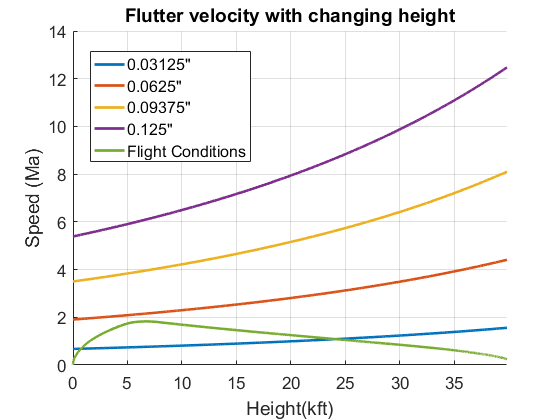 Flutter velocity with changing height
14
12
10
8
6
4
2
0
Speed (Ma)
0.03125"
0.0625"
0.09375"
0.125"
Flight Conditions
0 5 10 15 20 25 30 35
Height(kft)